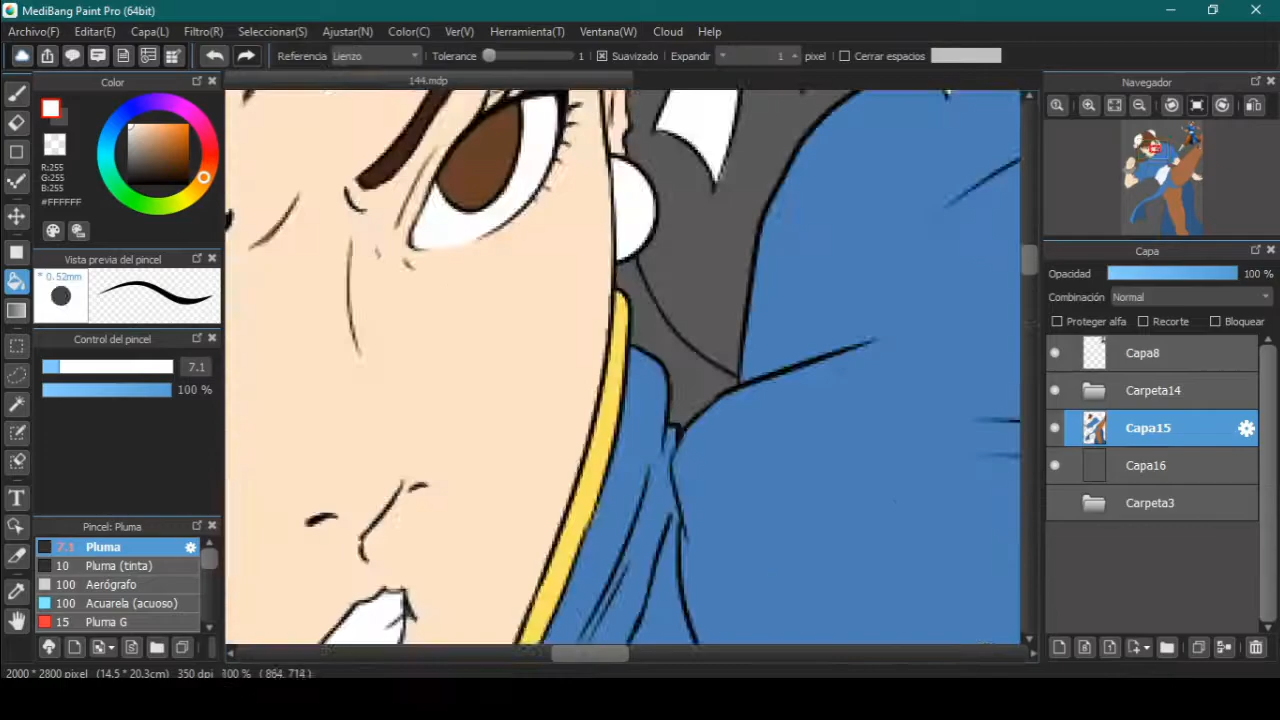 MediBang Paint Pro (64bit)
Archivo(F) Editar(E) Capa(L) Filtro(R) Seleccionar(S) Ajustar(N) Color(C) Ver(V) Herramienta(T) Ventana(W) Cloud Help
Referencia Lienzo Tolerance 1 Suavizado Expandir 1 pixel Cerrar espacios
144.mdp
Color
R:255
G:255
B:255
#FFFFFF
Vista previa del pincel
* 0.52mm
Control del pincel
7.1
100 %
Pincel: Pluma
7.1 Pluma
10 Pluma (tinta)
100 Aerógrafo
100 Acuarela (acuoso)
15 Pluma G
2000 * 2800 pixel (14.5 * 20.3cm) 350 dpi 300 % (864, 714)
Navegador
Capa
Opacidad 100 %
Combinación Normal
Proteger alfa Recorte Bloquear
Capa8
Carpeta14
Capa15
Capa16
Carpeta3